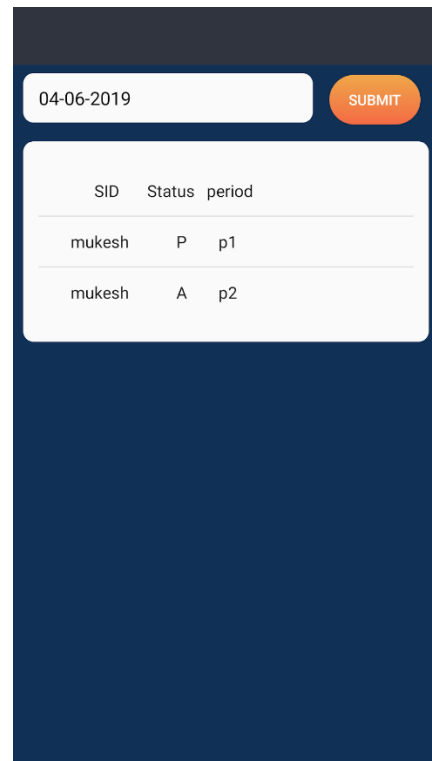 04-06-2019 SUBMIT
SID Status period
mukesh P p1
mukesh A p2